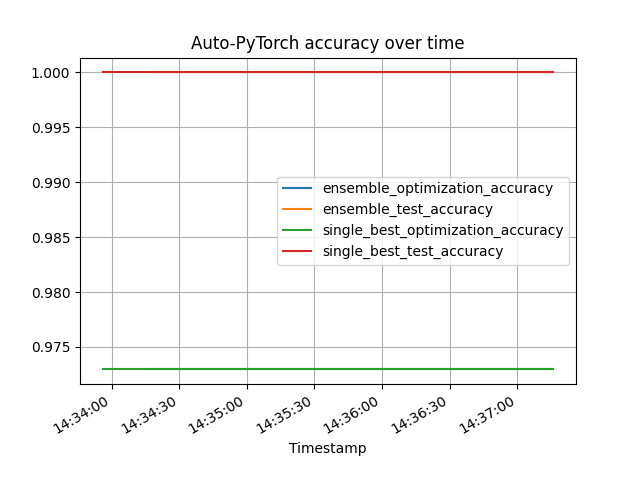 Auto-PyTorch accuracy over time
1.000
0.995
0.990
0.985
0.980
0.975
ensemble_optimization_accuracy
ensemble_test_accuracy
single_best_optimization_accuracy
single_best_test_accuracy
14:34:00
14:34:30
14:35:00
14:35:30
14:36:00
14:36:30
14:37:00
Timestamp